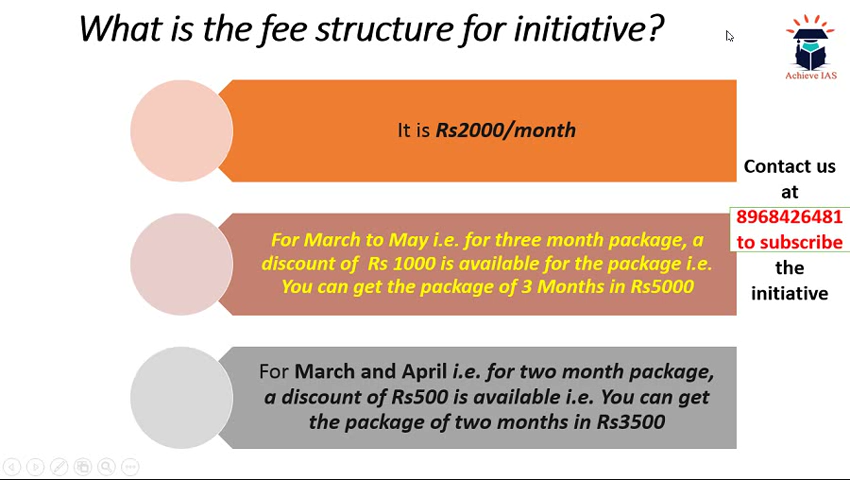 What is the fee structure for initiative?
Achieve IAS
It is Rs2000/month
For March to May i.e. for three month package, a
discount of  Rs 1000 is available for the package i.e.
You can get the package of 3 Months in Rs5000
For March and April i.e. for two month package,
a discount of Rs500 is available i.e. You can get
the package of two months in Rs3500
Contact us
at
8968426481
to subscribe
the
initiative